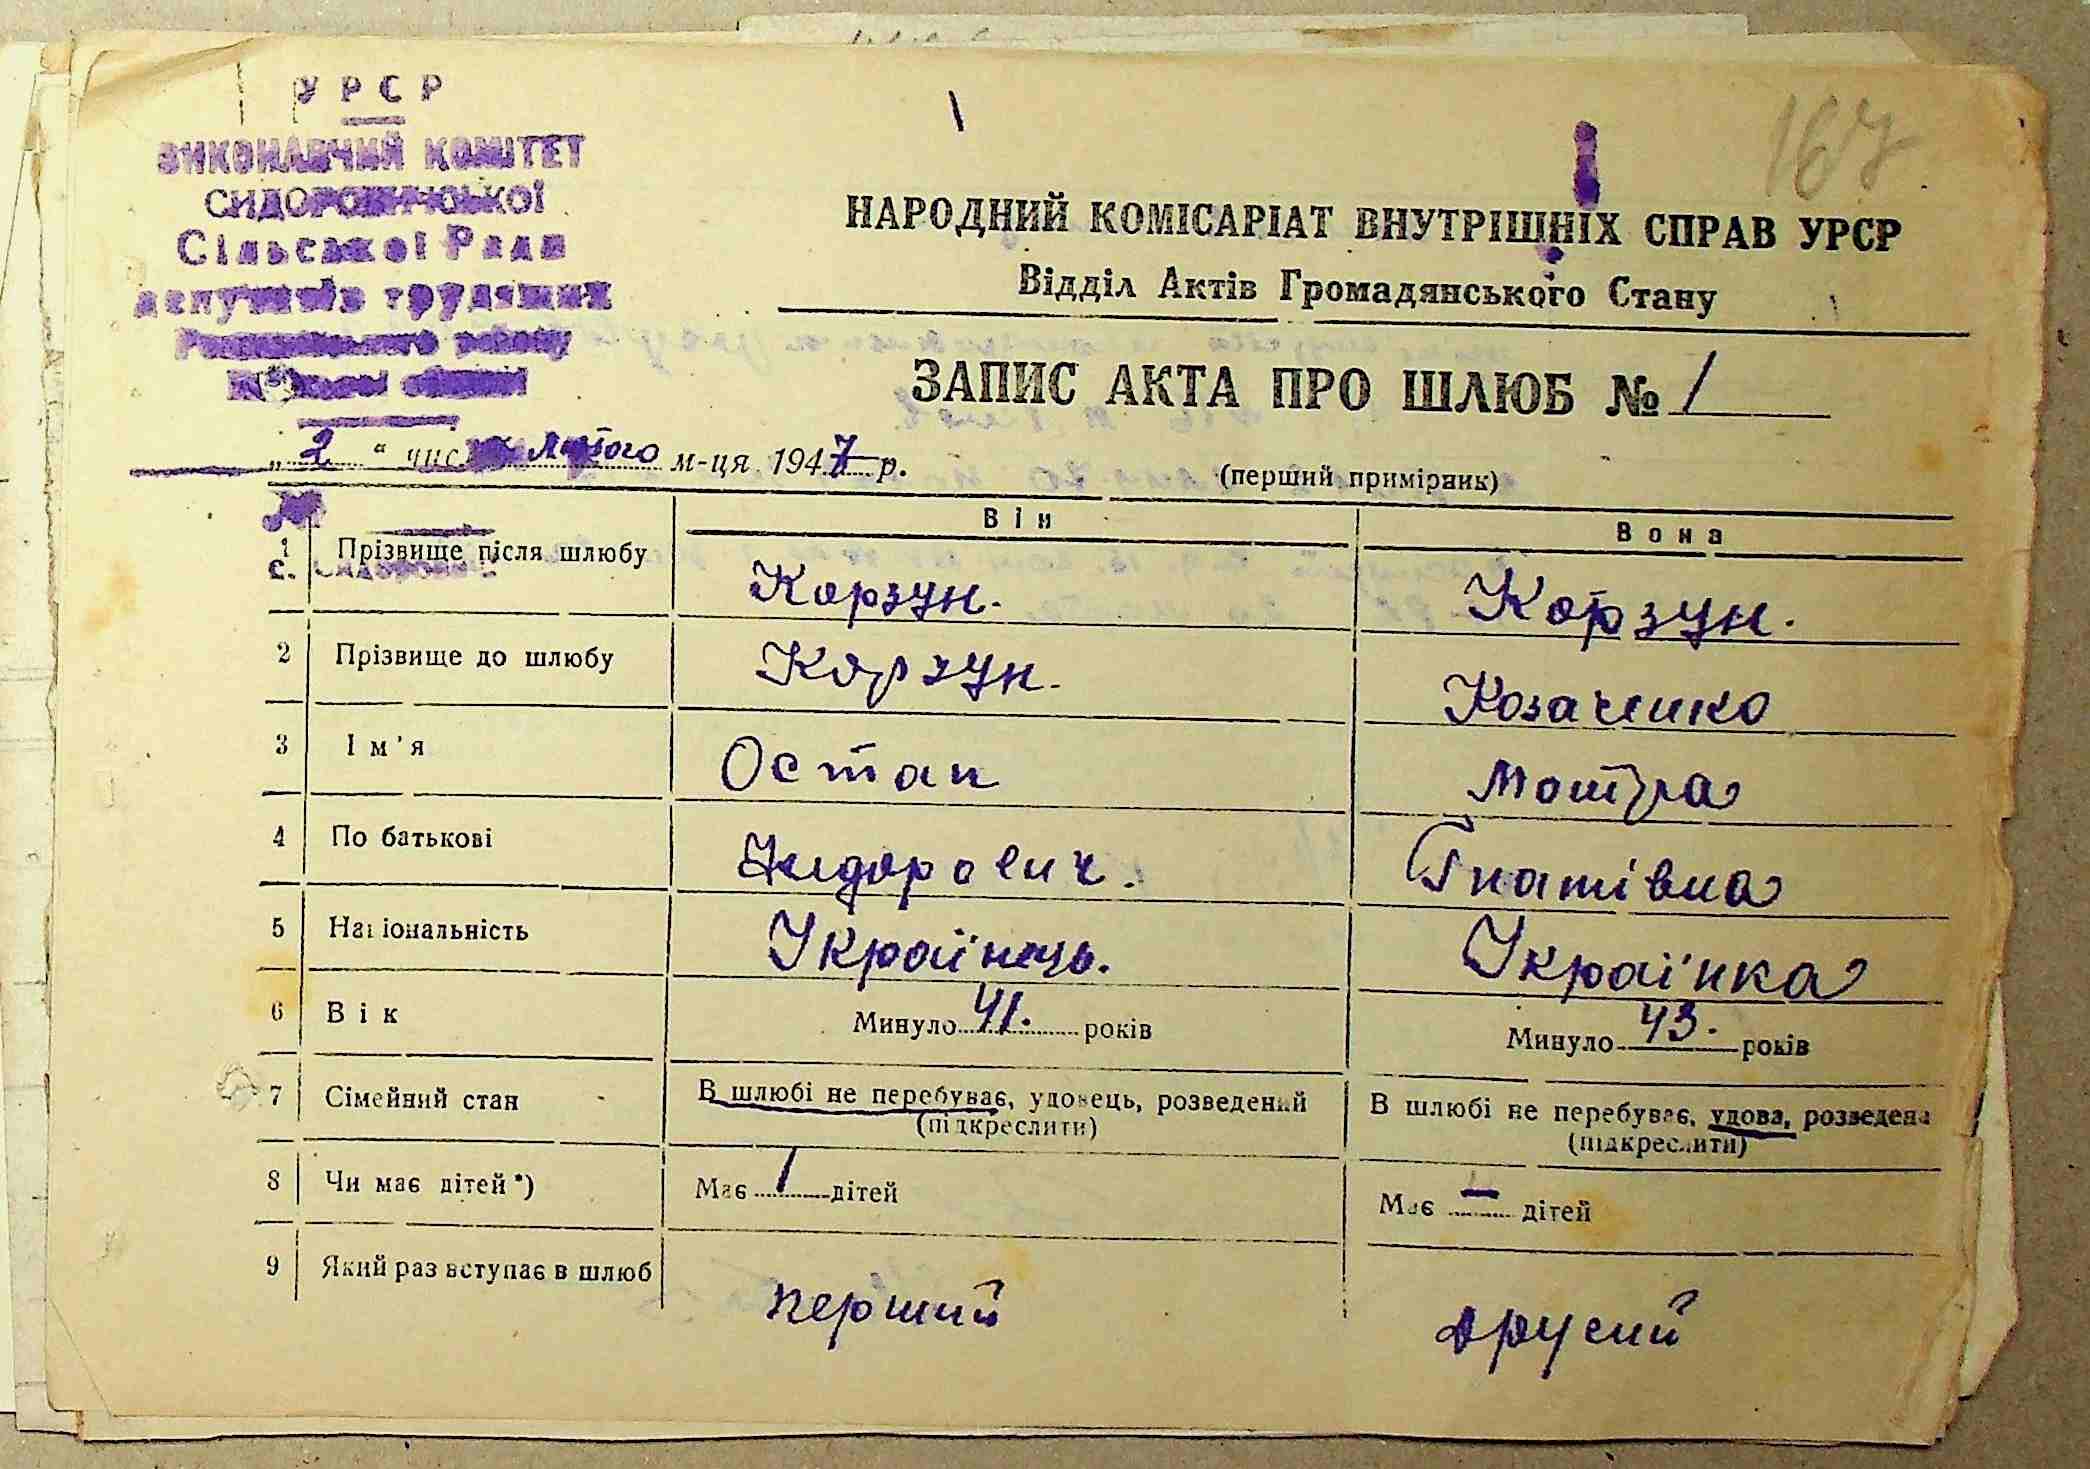 УРСР
ВИКОНАВЧИЙ КОМІТЕТ
Сільської Ради
депутатів трудящих
району
області
167
НАРОДНИЙ КОМІСАРІАТ ВНУТРІШНІХ СПРАВ УРСР
Відділ Актів Громадянського Стану
ЗАПИС АКТА ПРО ШЛЮБ № 1
„ 2 “ числ Лютого м-ця 1947 р.
(перший примірник)
Він Вона
1 Прізвище після шлюбу Корзун. Корзун.
с.
2 Прізвище до шлюбу Корзун. Козаченко
3 Ім'я Остап Мотря
4 По батькові Сидорович. Гнатівна
5 Національність Українець. Українка
6 Вік Минуло 41. років Минуло 43. років
7 Сімейний стан В шлюбі не перебуває, удовець, розведений В шлюбі не перебуває, удова, розведена
(підкреслити) (підкреслити)
8 Чи має дітей*) Має 1 дітей Має — дітей
9 Який раз вступає в шлюб перший другий